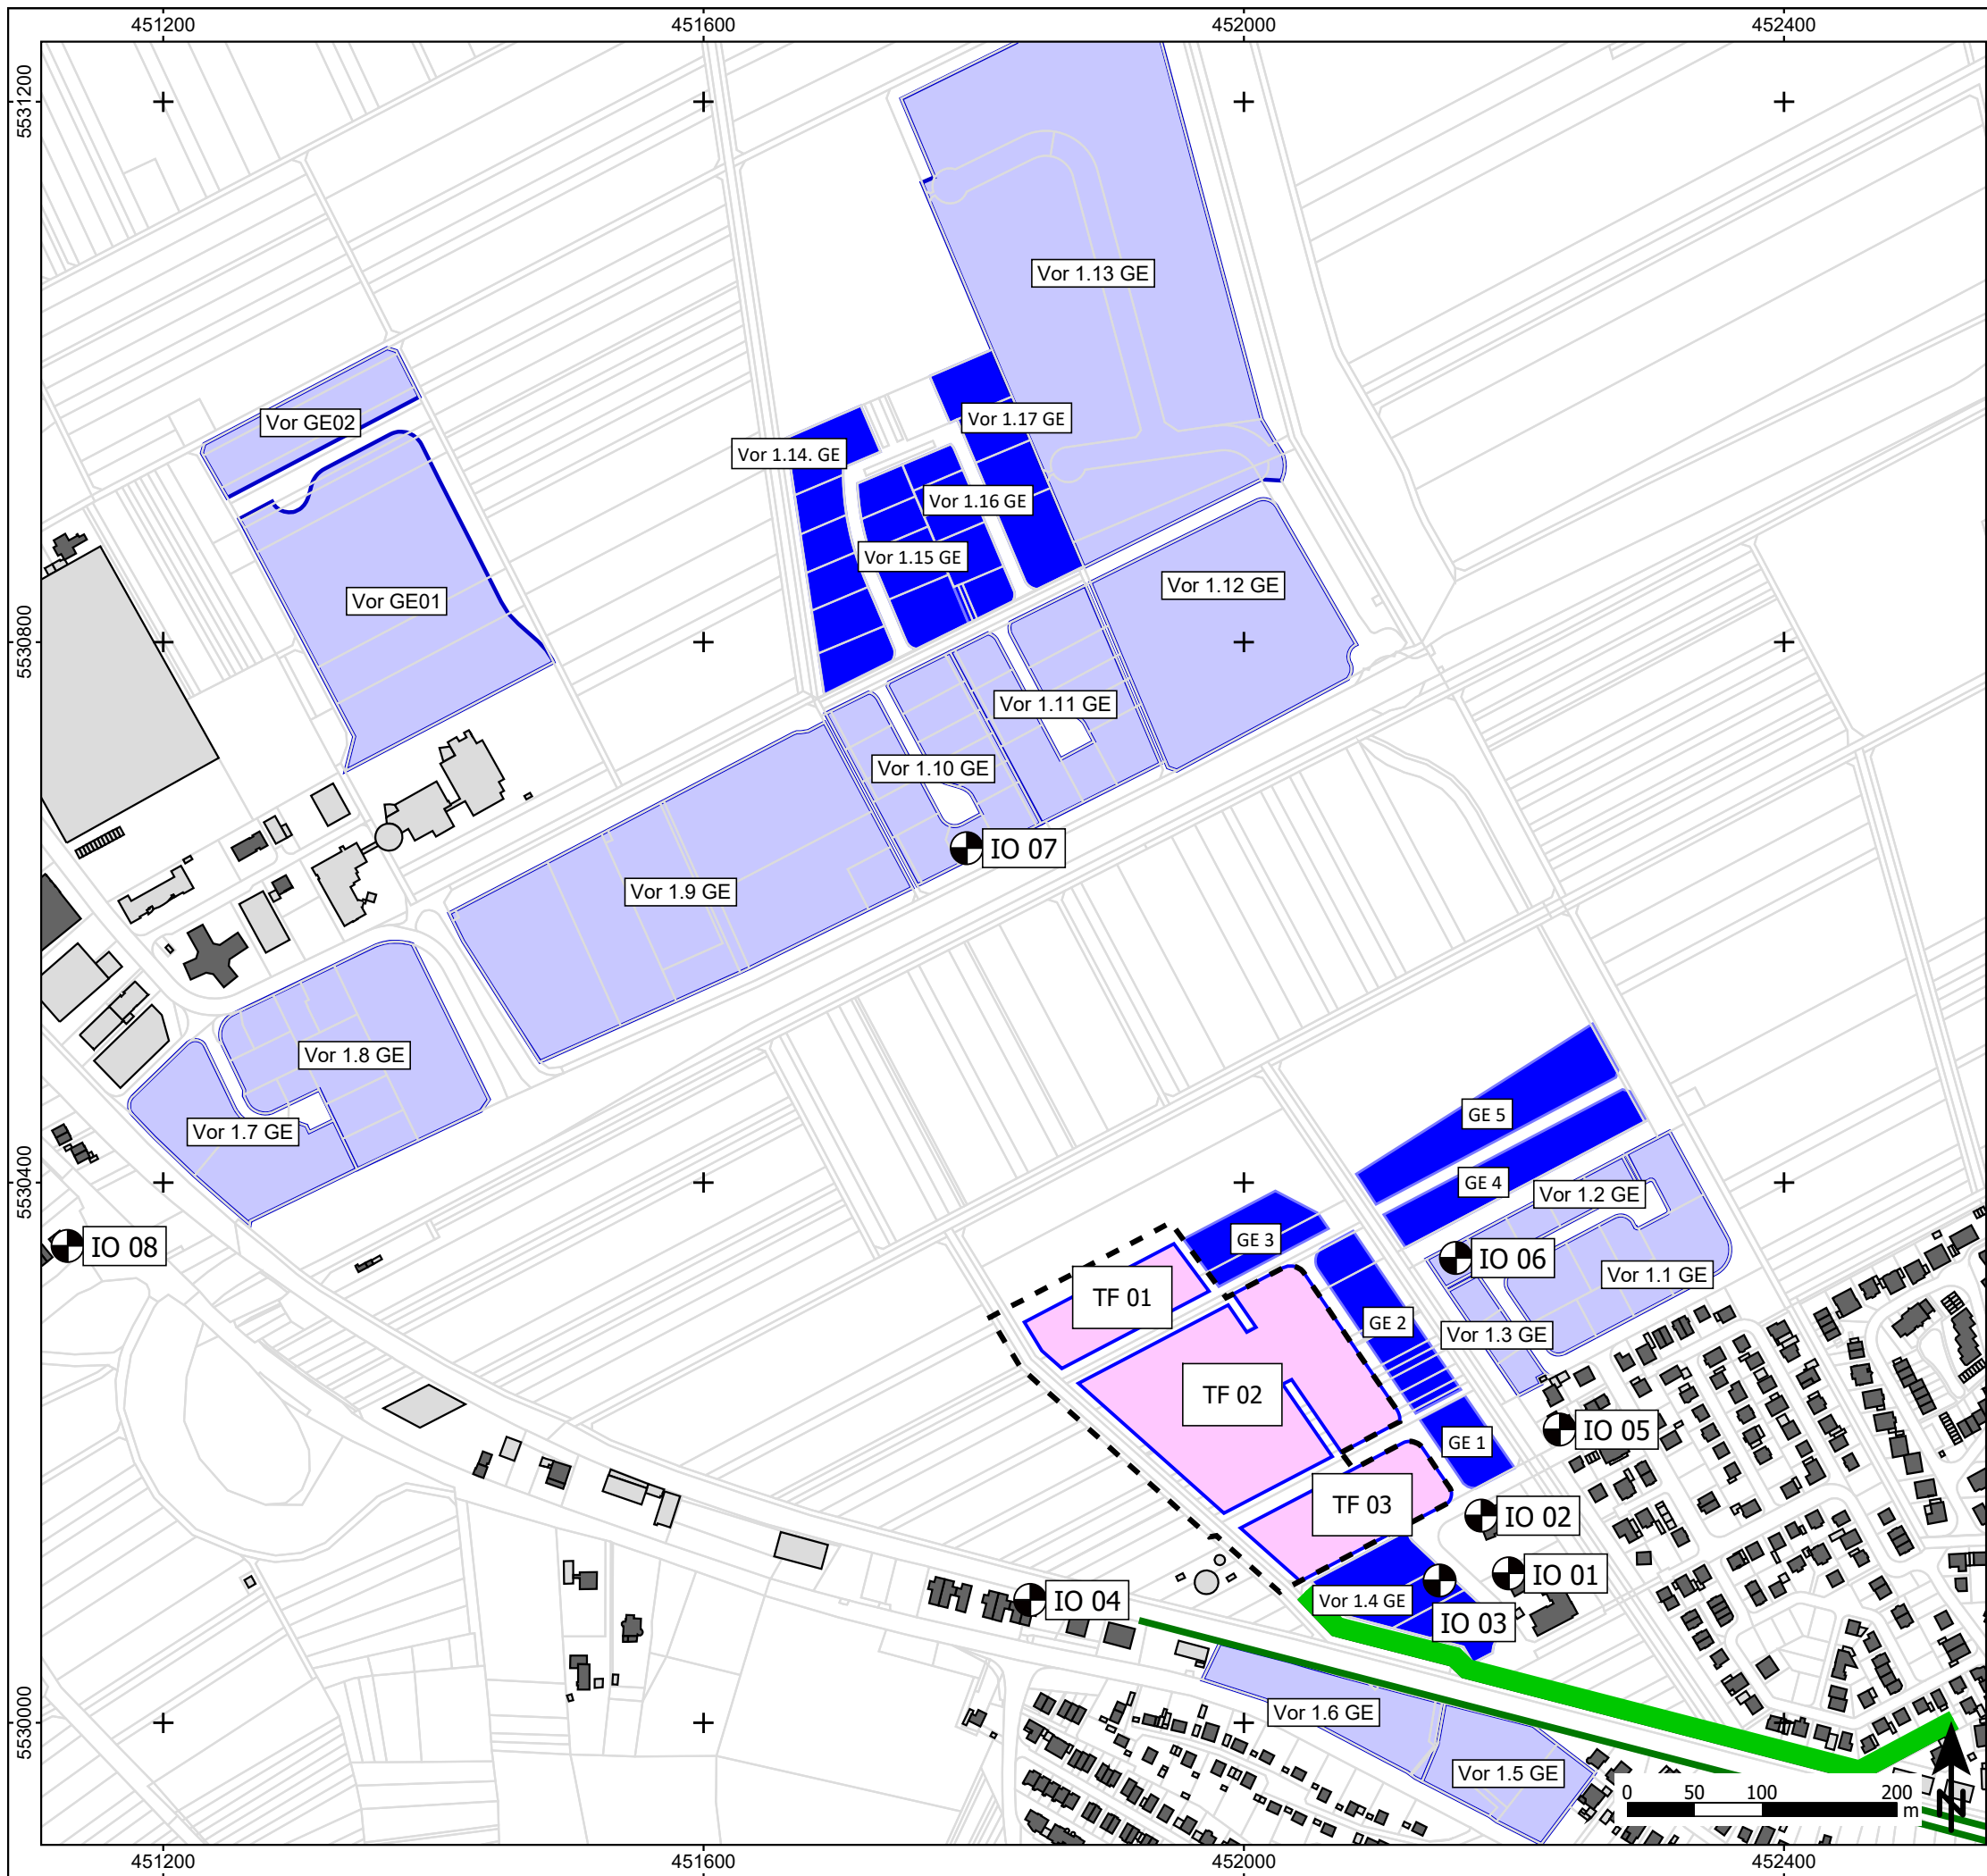 451200 451600 452000 452400
5531200
Vor 1.13 GE
Vor GE02
Vor 1.17 GE
Vor 1.14. GE
Vor 1.16 GE
Vor 1.15 GE
Vor 1.12 GE
Vor GE01
5530800
Vor 1.11 GE
Vor 1.10 GE
IO 07
Vor 1.9 GE
Vor 1.8 GE
GE 5
Vor 1.7 GE
5530400
GE 4
Vor 1.2 GE
GE 3
IO 08
IO 06
Vor 1.1 GE
TF 01
GE 2
Vor 1.3 GE
TF 02
IO 05
GE 1
TF 03
IO 02
IO 01
IO 04
Vor 1.4 GE
IO 03
5530000
Vor 1.6 GE
Vor 1.5 GE
0 50 100 200
m
N
451200 451600 452000 452400